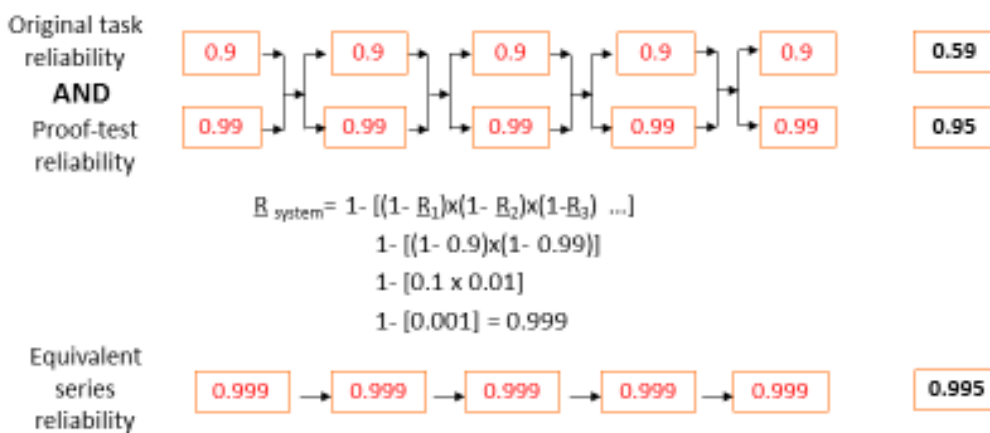 Original task
reliability
AND
Proof-test
reliability
0.9 0.9 0.9 0.9 0.9 0.59
0.99 0.99 0.99 0.99 0.99 0.95
R system= 1- [(1- R1)x(1- R2)x(1-R3) ...]
1- [(1- 0.9)x(1- 0.99)]
1- [0.1 x 0.01]
1- [0.001] = 0.999
Equivalent
series
reliability
0.999 0.999 0.999 0.999 0.999 0.995